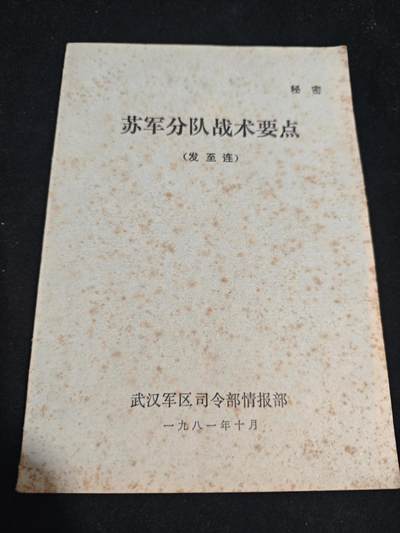 秘密
苏军分队战术要点
(发至连)
武汉军区司令部情报部
一九八一年十月